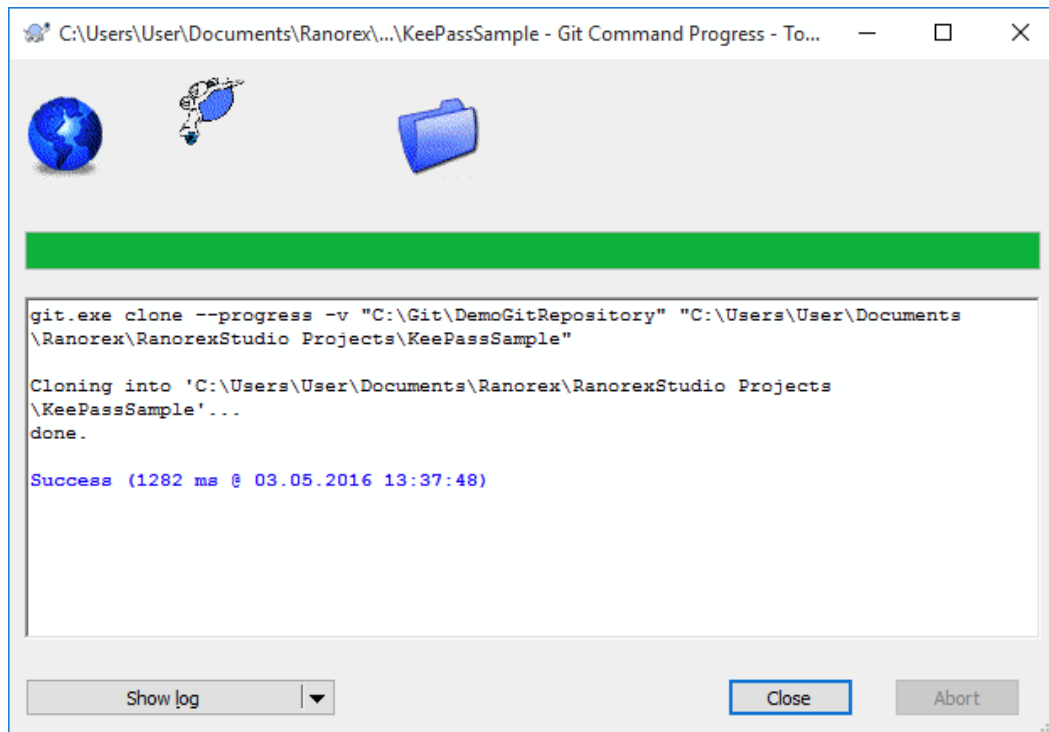 C:\Users\User\Documents\Ranorex\...\KeePassSample - Git Command Progress - To...
git.exe clone --progress -v "C:\Git\DemoGitRepository" "C:\Users\User\Documents
\Ranorex\RanorexStudio Projects\KeePassSample"
Cloning into 'C:\Users\User\Documents\Ranorex\RanorexStudio Projects
\KeePassSample'...
done.
Success (1282 ms @ 03.05.2016 13:37:48)
Show log
Close
Abort